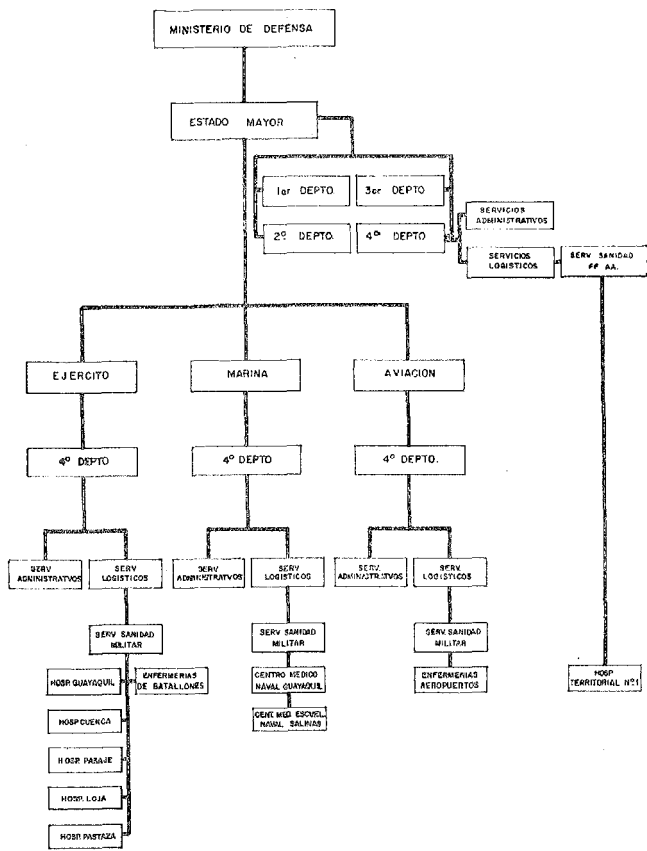 MINISTERIO DE DEFENSA
ESTADO MAYOR
1er DEPTO
3er DEPTO
2º DEPTO.
4º DEPTO
SERVICIOS
ADMINISTRATIVOS
SERVICIOS
LOGISTICOS
SERV. SANIDAD
FF AA.
EJERCITO
MARINA
AVIACION
4º DEPTO
4º DEPTO
4º DEPTO.
SERV.
ADMINISTRATVOS
SERV
LOGISTICOS
SERV.
ADMINISTRATVOS
SERV
LOGISTICOS
SERV.
ADMINISTRATVOS
SERV.
LOGISTICOS
SERV SANIDAD
MILITAR
SERV SANIDAD
MILITAR
SERV. SANIDAD
MILITAR
HOSP. GUAYAQUIL
ENFERMERIAS
DE BATALLONES
CENTRO MEDICO
NAVAL GUAYAQUIL
ENFERMERIAS
AEROPUERTOS
HOSP
TERRITORIAL Nº1
HOSP CUENCA
CENT. MED ESCUEL.
NAVAL SALINAS
HOSP. PASAJE
HOSP. LOJA
HOSP. PASTAZA